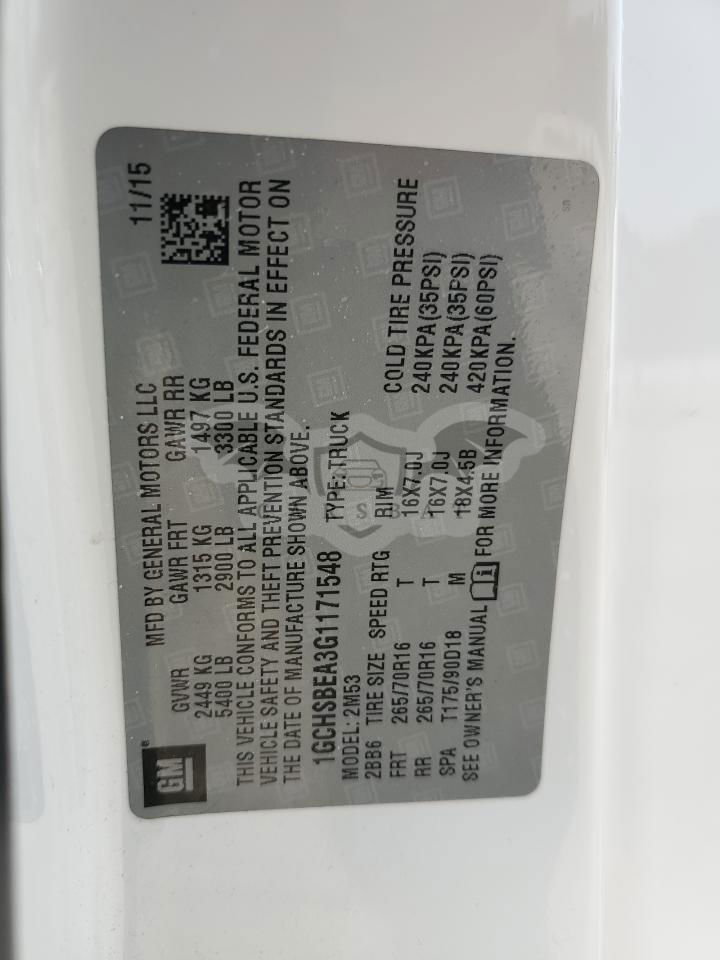 GM®
MFD BY GENERAL MOTORS LLC 11/15
GVWR GAWR FRT GAWR RR
2449 KG 1315 KG 1497 KG
5400 LB 2900 LB 3300 LB
THIS VEHICLE CONFORMS TO ALL APPLICABLE U.S. FEDERAL MOTOR
VEHICLE SAFETY AND THEFT PREVENTION STANDARDS IN EFFECT ON
THE DATE OF MANUFACTURE SHOWN ABOVE.
1GCHSBEA3G1171548 TYPE: TRUCK
MODEL: 2M53
2BB6 TIRE SIZE SPEED RTG RIM COLD TIRE PRESSURE
FRT 265/70R16 T 16X7.0J 240KPA(35PSI)
RR 265/70R16 T 16X7.0J 240KPA(35PSI)
SPA T175/90D18 M 18X4.5B 420KPA(60PSI)
SEE OWNER'S MANUAL i FOR MORE INFORMATION.